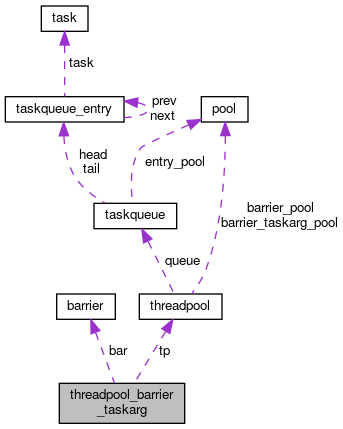 task
task
taskqueue_entry
prev
next
pool
head
tail
entry_pool
taskqueue
barrier_pool
barrier_taskarg_pool
queue
barrier
threadpool
bar
tp
threadpool_barrier
_taskarg